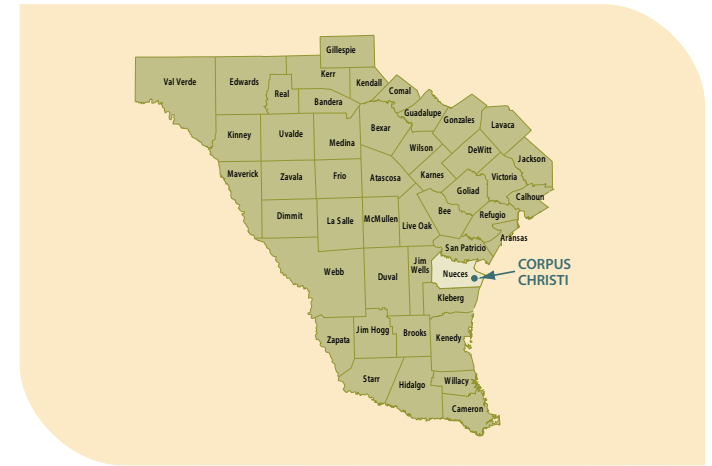 Gillespie
Val Verde
Edwards
Kerr
Real
Kendall
Comal
Bandera
Guadalupe
Gonzales
Lavaca
Kinney
Uvalde
Medina
Bexar
Wilson
DeWitt
Jackson
Maverick
Zavala
Frio
Atascosa
Karnes
Victoria
Goliad
Calhoun
Dimmit
La Salle
McMullen
Live Oak
Bee
Refugio
Aransas
San Patricio
Webb
Duval
Jim
Wells
Nueces
CORPUS
CHRISTI
Kleberg
Zapata
Jim Hogg
Brooks
Kenedy
Starr
Hidalgo
Willacy
Cameron